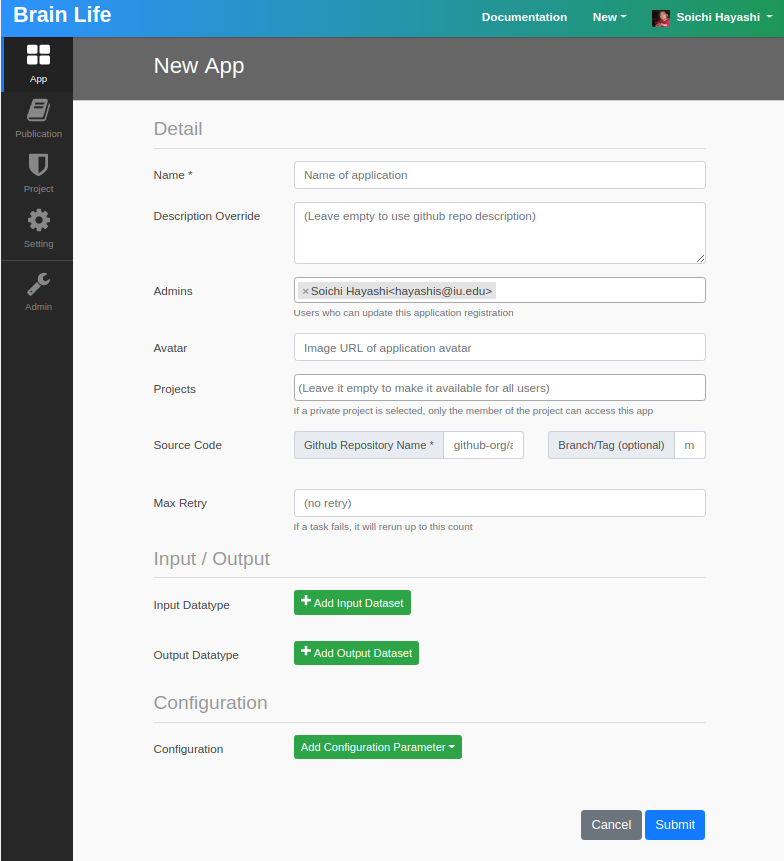 Brain Life
Documentation New Soichi Hayashi
App
Publication
Project
Setting
Admin
New App
Detail
Name * Name of application
Description Override (Leave empty to use github repo description)
Admins ×Soichi Hayashi<hayashis@iu.edu>
Users who can update this application registration
Avatar Image URL of application avatar
Projects (Leave it empty to make it available for all users)
If a private project is selected, only the member of the project can access this app
Source Code Github Repository Name * github-org/a Branch/Tag (optional) m
Max Retry (no retry)
If a task fails, it will rerun up to this count
Input / Output
Input Datatype + Add Input Dataset
Output Datatype + Add Output Dataset
Configuration
Configuration Add Configuration Parameter
Cancel Submit